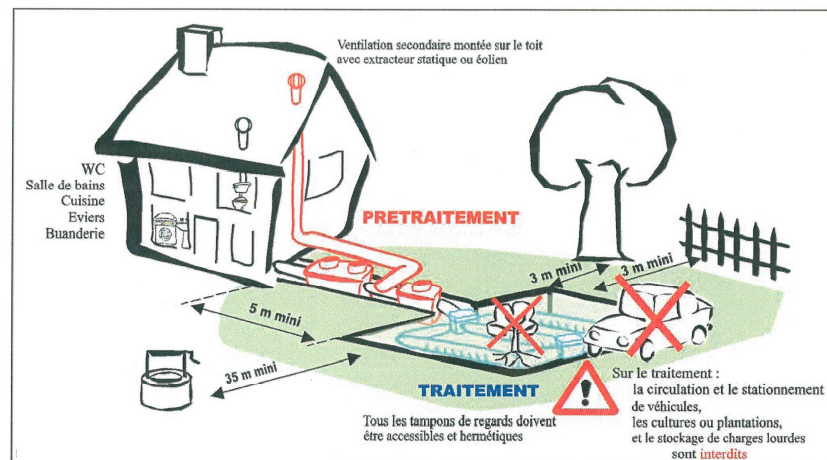 Ventilation secondaire montée sur le toit
avec extracteur statique ou éolien
WC
Salle de bains
Cuisine
Eviers
Buanderie
PRETRAITEMENT
3 m mini
3 m mini
5 m mini
35 m mini
TRAITEMENT
Tous les tampons de regards doivent
être accessibles et hermétiques
Sur le traitement :
la circulation et le stationnement
de véhicules,
les cultures ou plantations,
et le stockage de charges lourdes
sont interdits